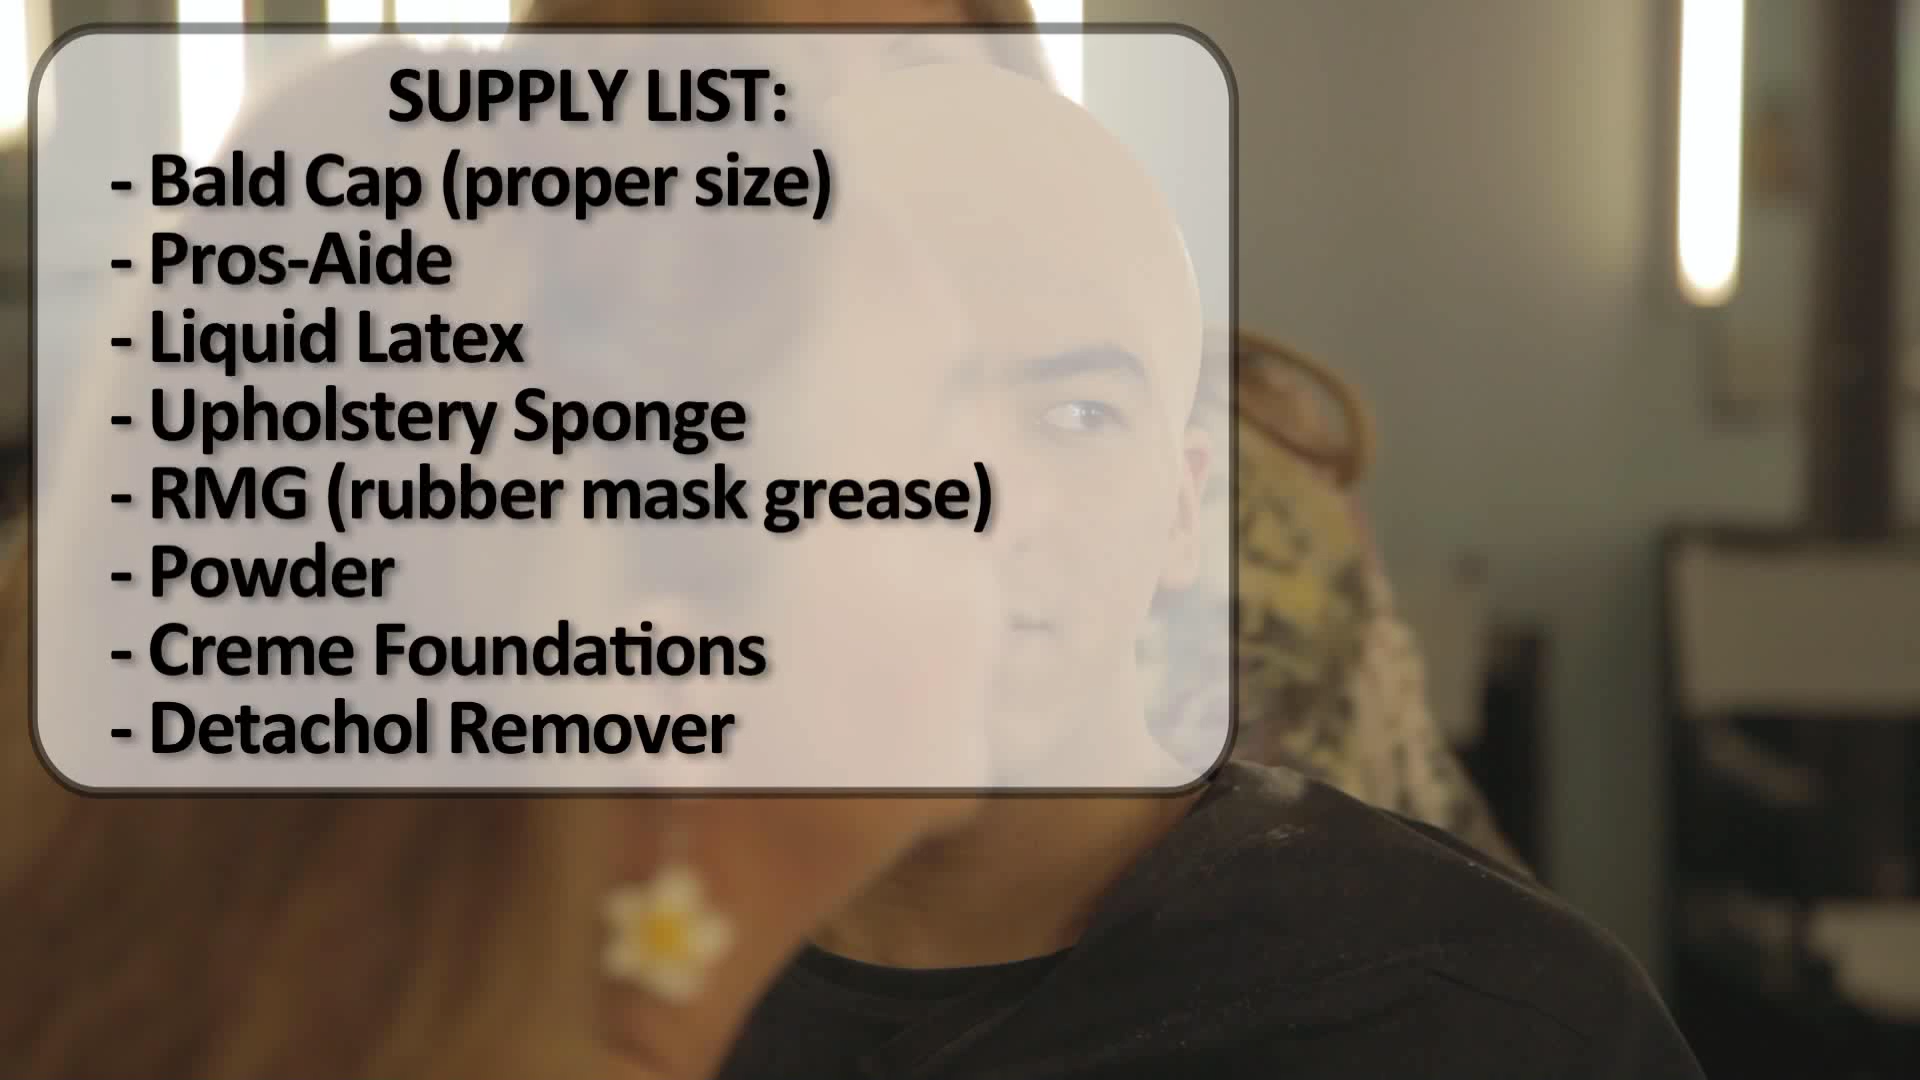 SUPPLY LIST:
- Bald Cap (proper size)
- Pros-Aide
- Liquid Latex
- Upholstery Sponge
- RMG (rubber mask grease)
- Powder
- Creme Foundations
- Detachol Remover